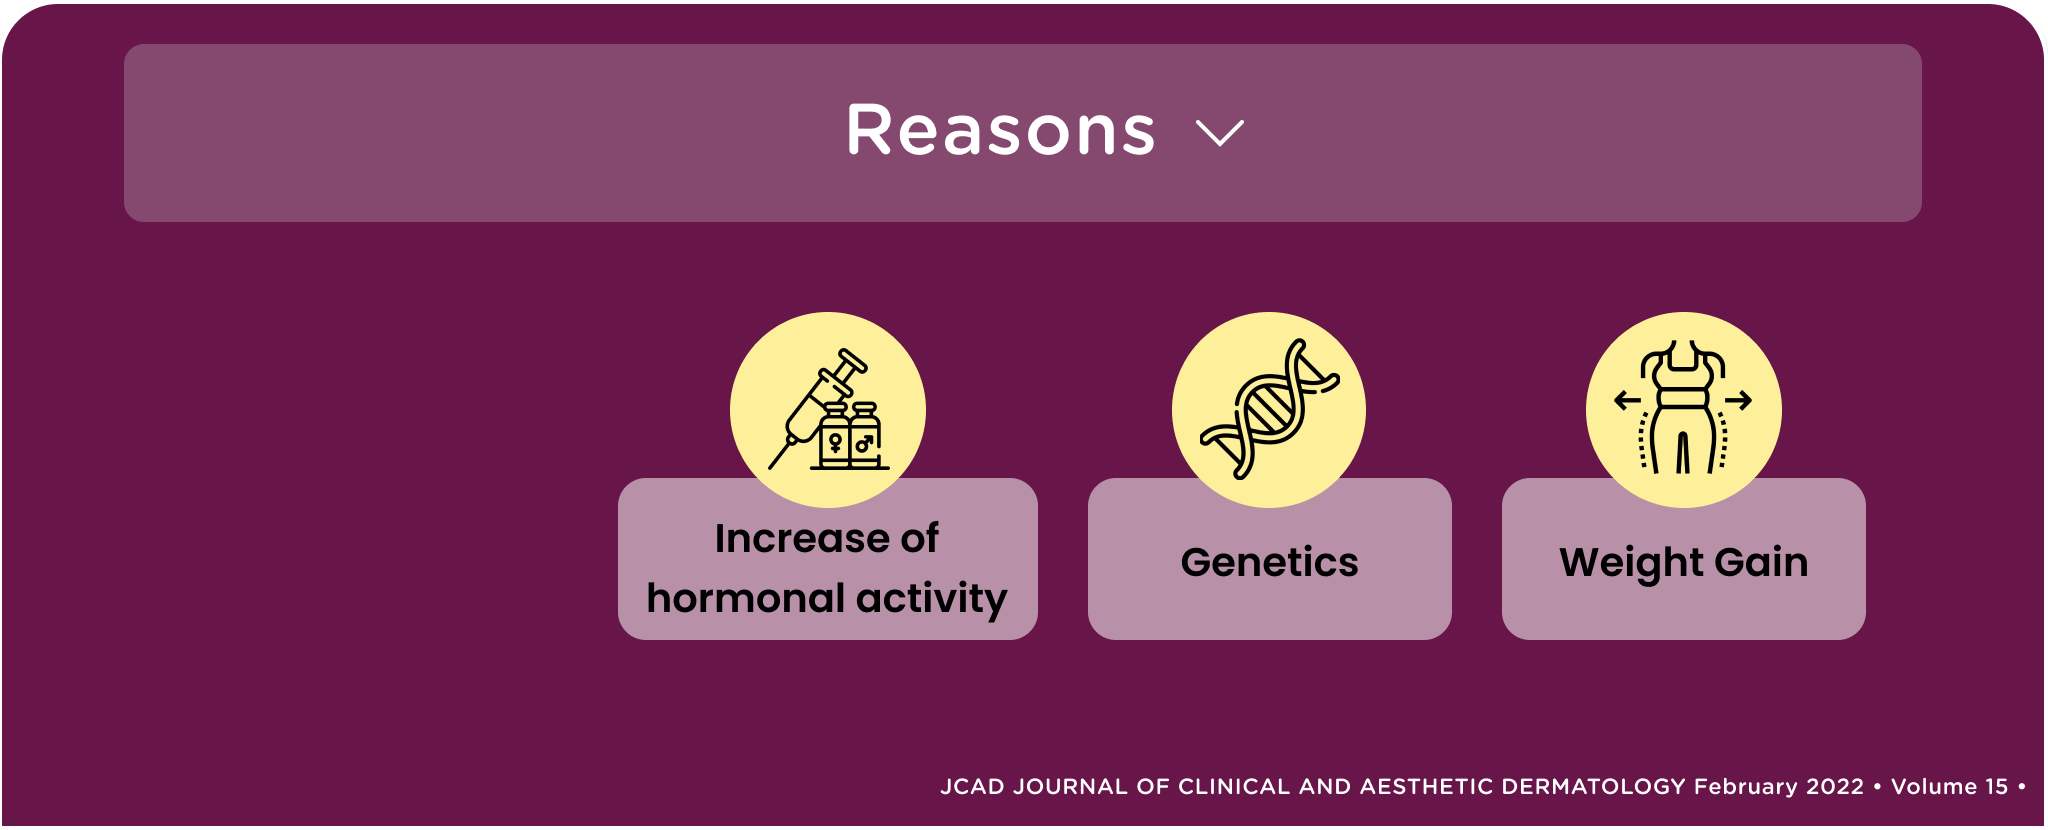 Reasons
Increase of
hormonal activity
Genetics
Weight Gain
JCAD JOURNAL OF CLINICAL AND AESTHETIC DERMATOLOGY February 2022 • Volume 15 •